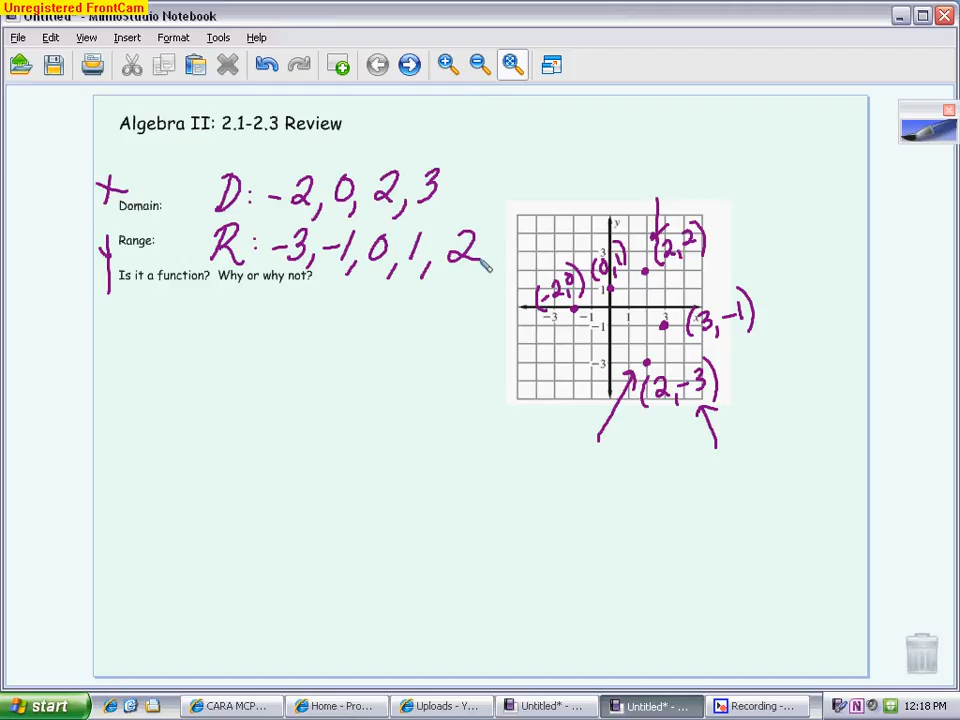 Unregistered FrontCam
Untitled* - MimioStudio Notebook
File Edit View Insert Format Tools Help
Algebra II: 2.1-2.3 Review
x
Domain: D: -2, 0, 2, 3
y
Range: R: -3, -1, 0, 1, 2
Is it a function? Why or why not?
y
(2, 2)
3
(0, 1)
(-2, 0)
1
-3 -1 1 3 x
-1
(3, -1)
-3
(2, -3)
start CARA MCP... Home - Pro... Uploads - Y... Untitled* - ... Untitled* - ... Recording - ... 12:18 PM